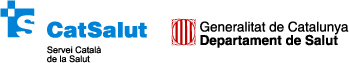 CatSalut
Servei Català
de la Salut
Generalitat de Catalunya
Departament de Salut